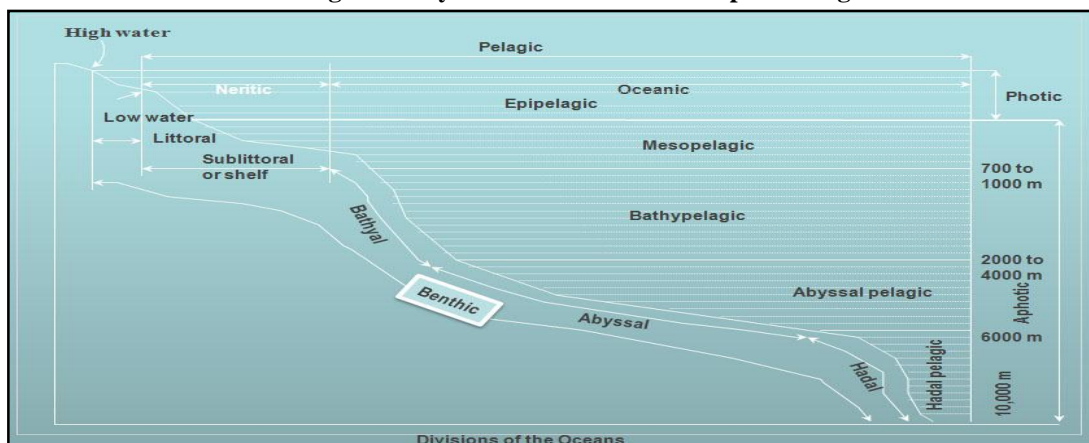 High water
Pelagic
Neritic
Oceanic
Photic
Epipelagic
Low water
Littoral
Mesopelagic
Sublittoral
or shelf
700 to
1000 m
Bathyal
Bathypelagic
2000 to
4000 m
Benthic
Abyssal pelagic
Aphotic
Abyssal
6000 m
Hadal
Hadal pelagic
10,000 m
Divisions of the Oceans